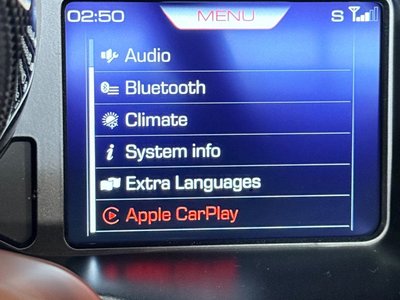 02:50 MENU S
Audio
Bluetooth
Climate
System info
Extra Languages
Apple CarPlay